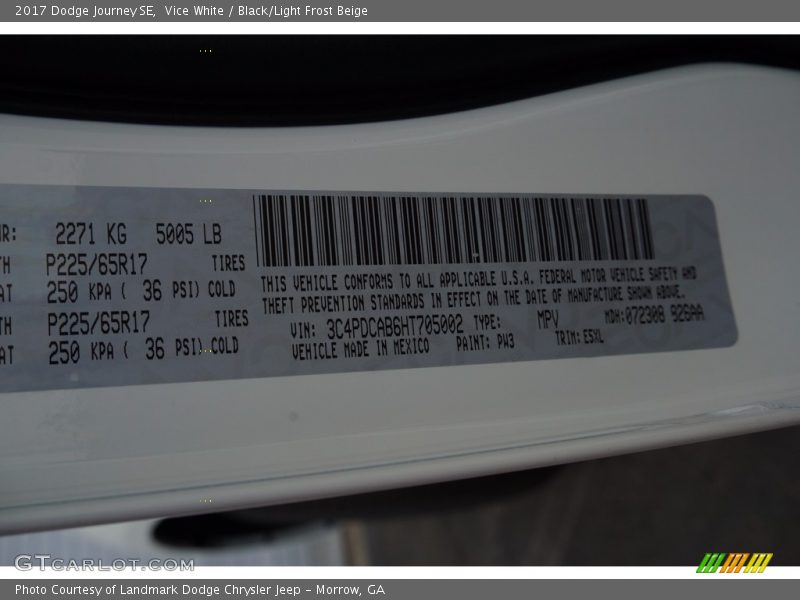 2017 Dodge Journey SE, Vice White / Black/Light Frost Beige
2271 KG 5005 LB
P225/65R17 TIRES
250 KPA ( 36 PSI) COLD
P225/65R17 TIRES
250 KPA ( 36 PSI) COLD
THIS VEHICLE CONFORMS TO ALL APPLICABLE U.S.A. FEDERAL MOTOR VEHICLE SAFETY AND
THEFT PREVENTION STANDARDS IN EFFECT ON THE DATE OF MANUFACTURE SHOWN ABOVE.
VIN: 3C4PDCAB6HT705002 TYPE: MPV MDH:072308 926AA
VEHICLE MADE IN MEXICO PAINT: PW3 TRIM: ESXL
GTCARLOT.COM
Photo Courtesy of Landmark Dodge Chrysler Jeep - Morrow, GA